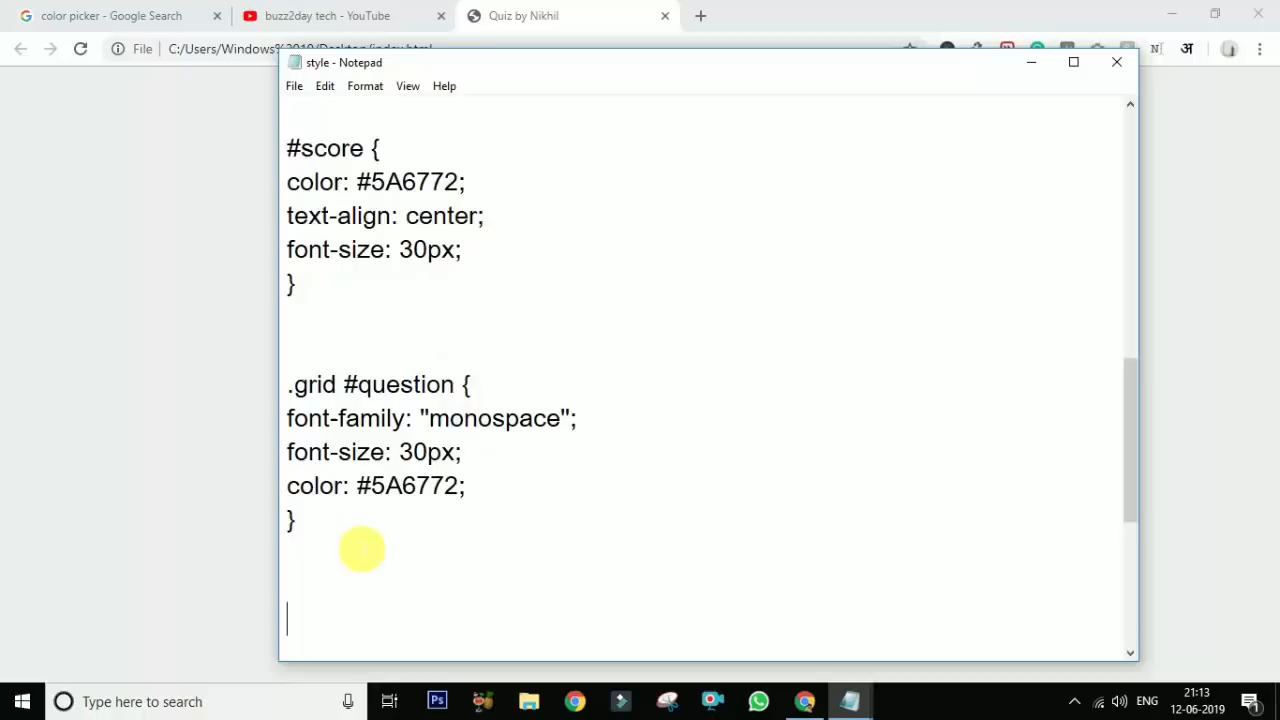 color picker - Google Search
buzz2day tech - YouTube
Quiz by Nikhil
File
style - Notepad
File Edit Format View Help
#score {
color: #5A6772;
text-align: center;
font-size: 30px;
}
.grid #question {
font-family: "monospace";
font-size: 30px;
color: #5A6772;
}
Type here to search
Ps
ENG
21:13
12-06-2019